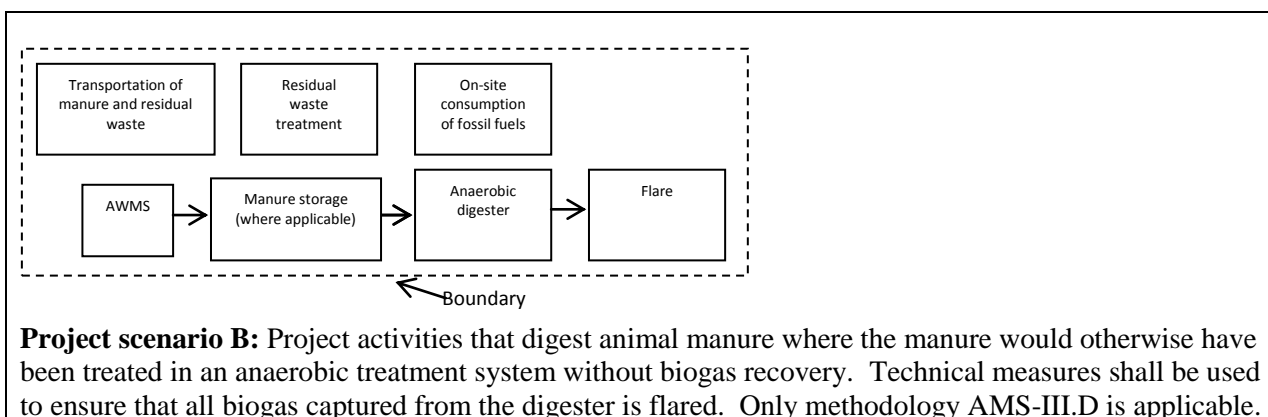 Transportation of
manure and residual
waste
Residual
waste
treatment
On-site
consumption
of fossil fuels
AWMS
Manure storage
(where applicable)
Anaerobic
digester
Flare
Boundary
Project scenario B: Project activities that digest animal manure where the manure would otherwise have
been treated in an anaerobic treatment system without biogas recovery. Technical measures shall be used
to ensure that all biogas captured from the digester is flared. Only methodology AMS-III.D is applicable.